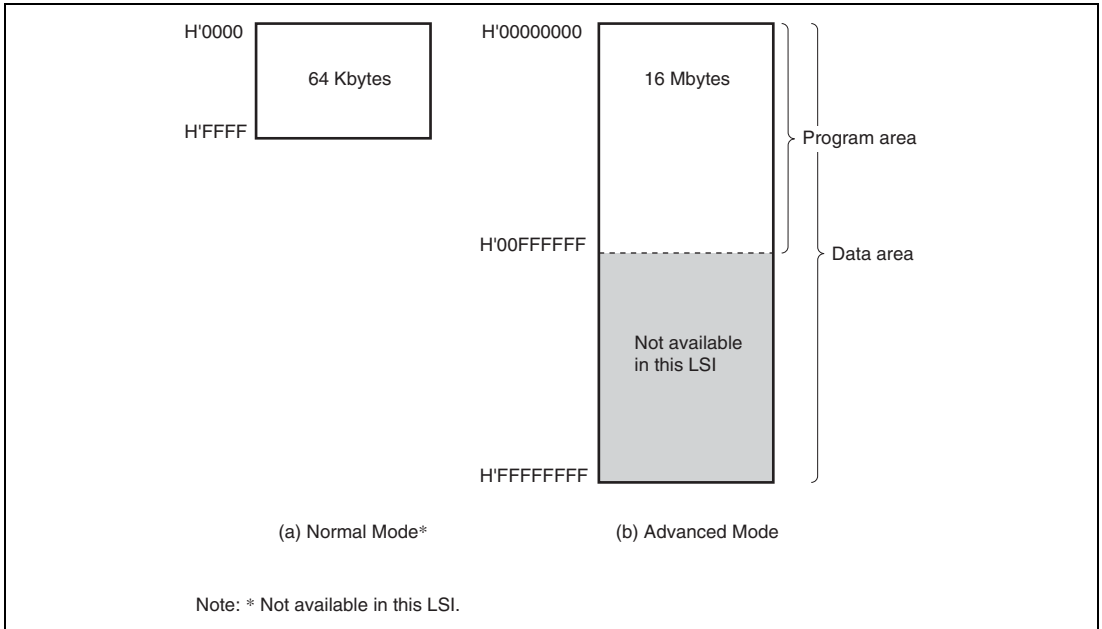 H'0000
64 Kbytes
H'FFFF
(a) Normal Mode*
H'00000000
16 Mbytes
H'00FFFFFF
Not available
in this LSI
H'FFFFFFFF
Program area
Data area
(b) Advanced Mode
Note: * Not available in this LSI.